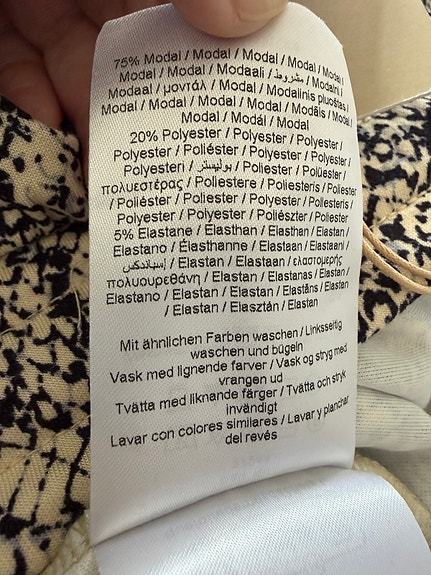 75% Modal / Modal / Modal / Modal / Modal /
Modal / Modal / Modaali / مشروط / Modalni /
Modaal / μοντάλ / Modal / Modalinis pluoštas /
Modal / Modal / Modal / Modal / Modāls / Modal /
Modal / Modál / Modal
20% Polyester / Polyester / Polyester /
Polyester / Poliéster / Polyester / Polyester /
Polyesteri / بوليستر / Poliester / Polüester /
πολυεστέρας / Poliestere / Poliesteris / Polyester
/ Poliéster / Polyester / Polyester / Poliesteris /
Polyester / Polyester / Poliészter / Poliester
5% Elastane / Elasthan / Elasthan / Elastan /
Elastano / Élasthanne / Elastaan / Elastaani /
إسباندكس / Elastan / Elastaan / ελαστομερής
πολυουρεθάνη / Elastan / Elastanas / Elastan /
Elastano / Elastan / Elastan / Elastāns / Elastan
/ Elastan / Elasztán / Elastan
Mit ähnlichen Farben waschen / Linksseitig
waschen und bügeln
Vask med lignende farver / Vask og stryg med
vrangen ud
Tvätta med liknande färger / Tvätta och stryk
invändigt
Lavar con colores similares / Lavar y planchar
del revés